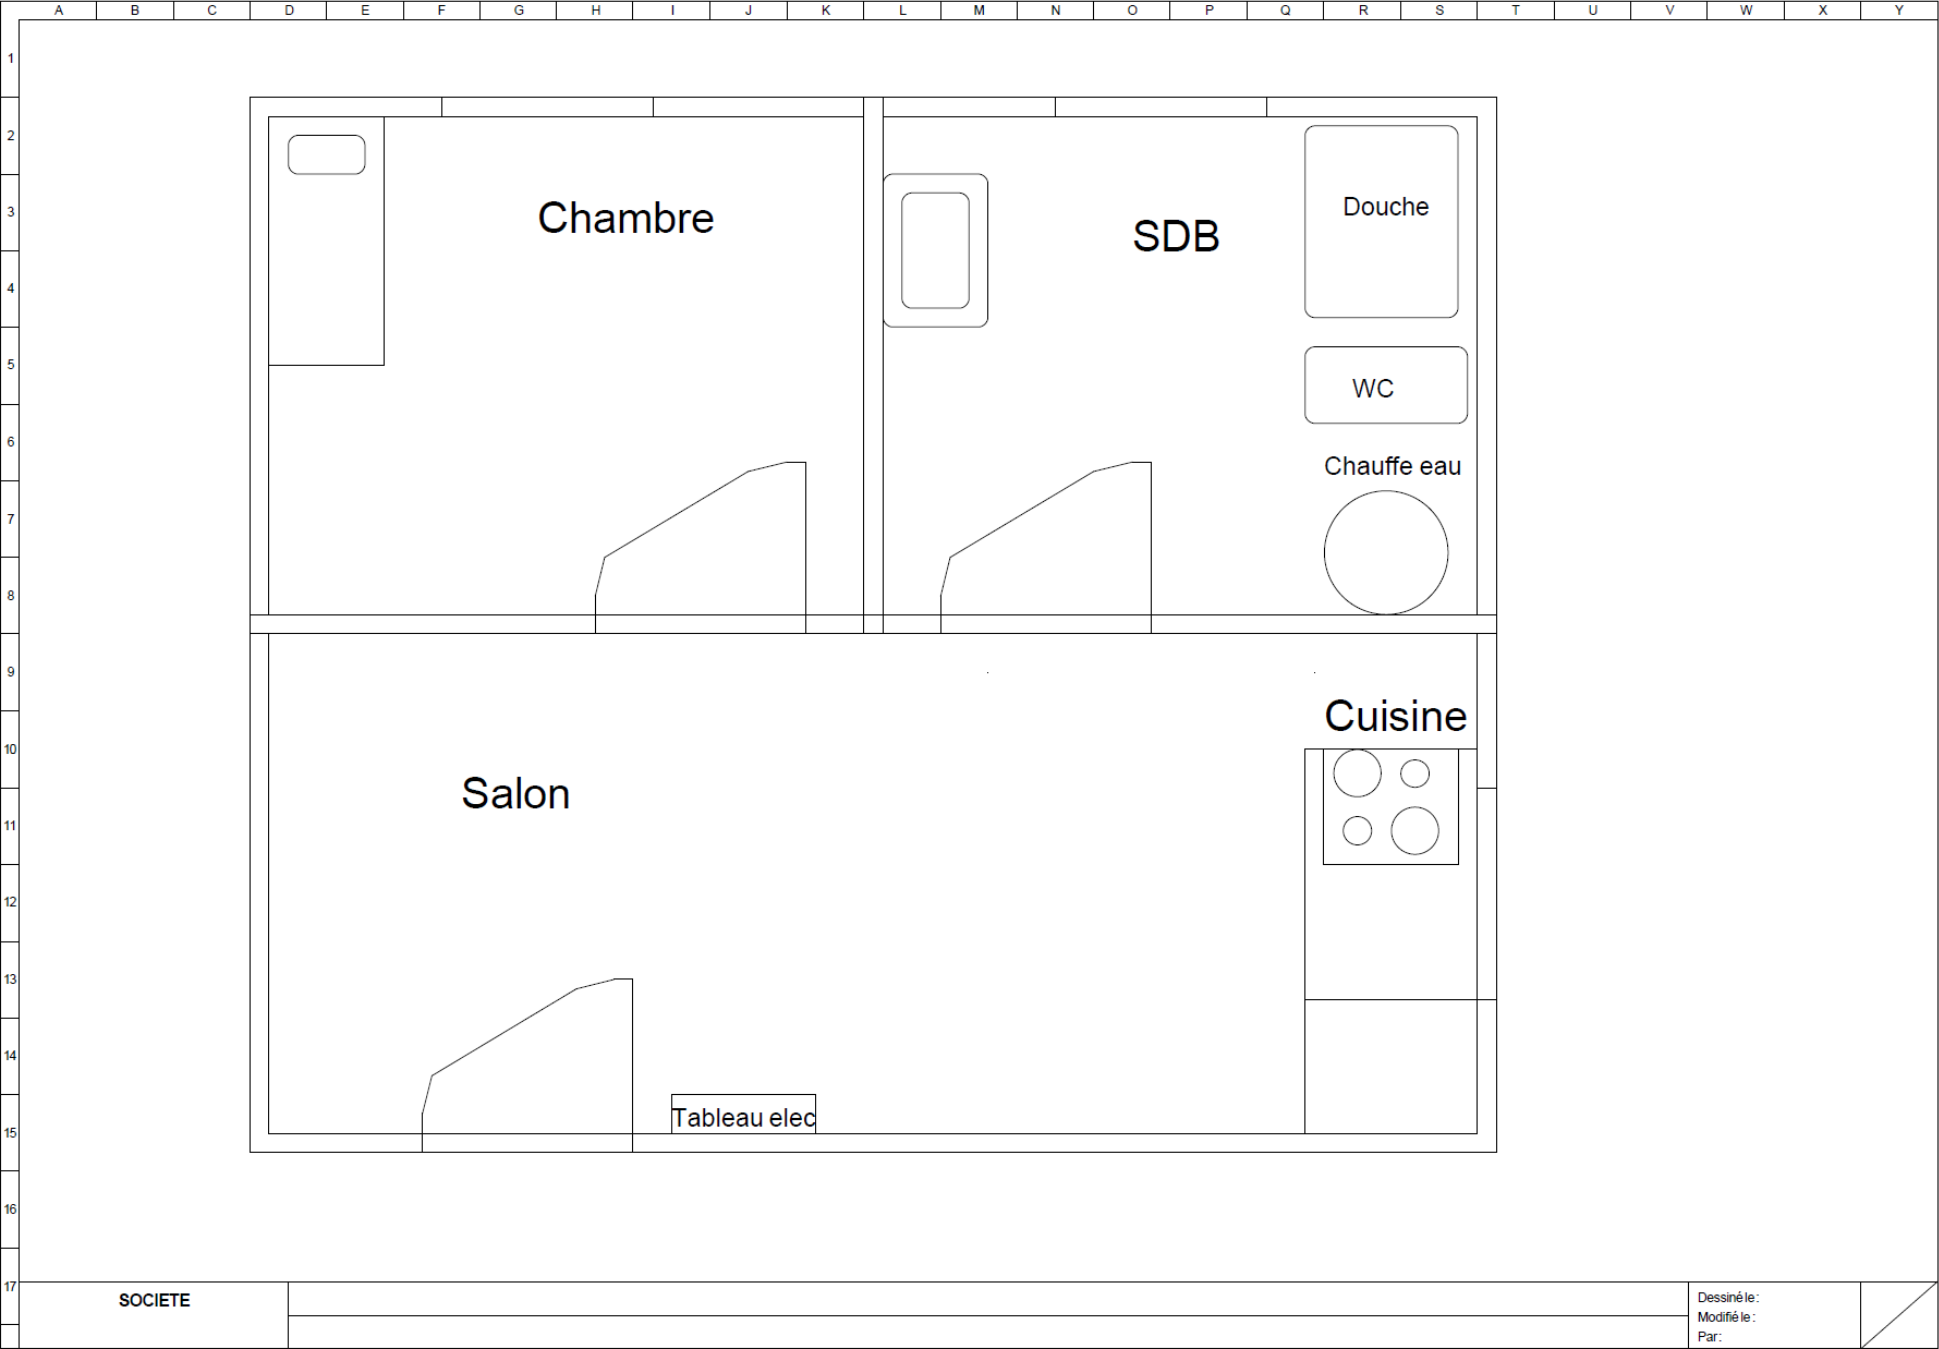 A B C D E F G H I J K L M N O P Q R S T U V W X Y
1
2
3
4
5
6
7
8
9
10
11
12
13
14
15
16
17
Chambre
SDB
Douche
WC
Chauffe eau
Cuisine
Salon
Tableau elec
SOCIETE
Dessiné le :
Modifié le :
Par :